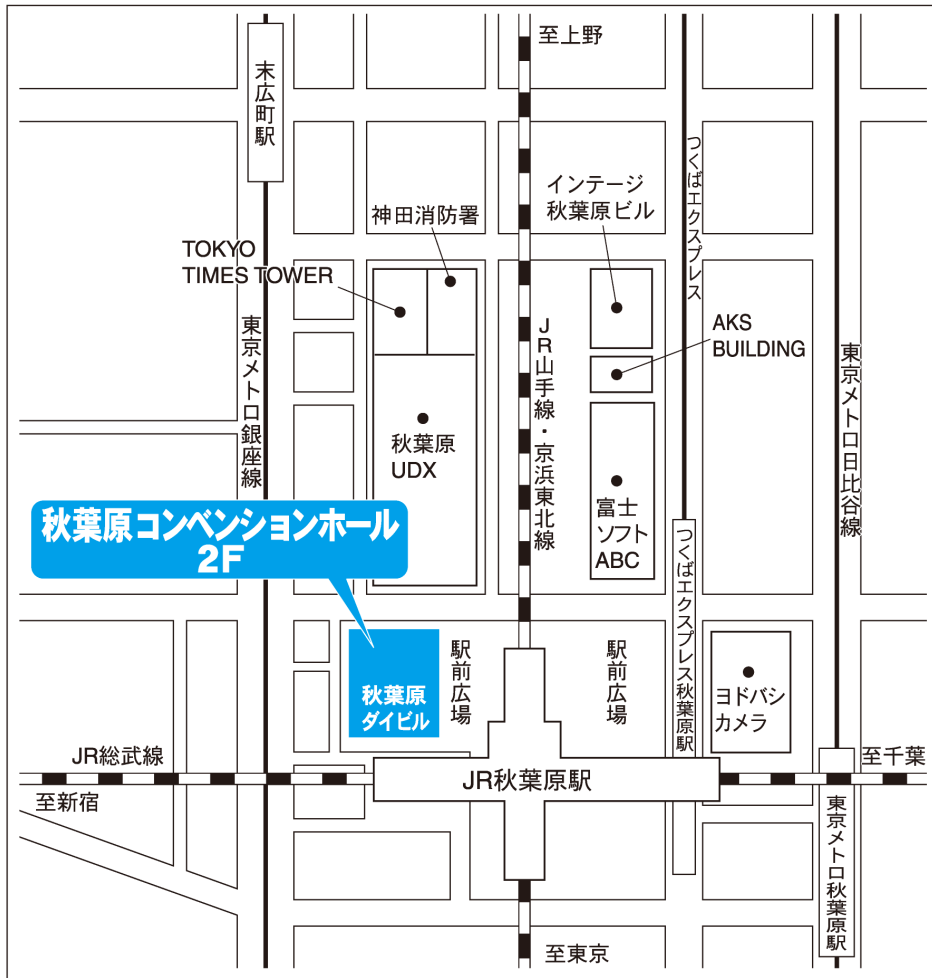 至上野
末広町駅
つくばエクスプレス
インテージ
秋葉原ビル
神田消防署
TOKYO
TIMES TOWER
東京メトロ銀座線
JR山手線・京浜東北線
AKS
BUILDING
東京メトロ日比谷線
秋葉原
UDX
富士
ソフト
ABC
秋葉原コンベンションホール
2F
つくばエクスプレス秋葉原駅
秋葉原
ダイビル
駅前広場
駅前広場
ヨドバシ
カメラ
JR総武線
至千葉
JR秋葉原駅
至新宿
東京メトロ秋葉原駅
至東京